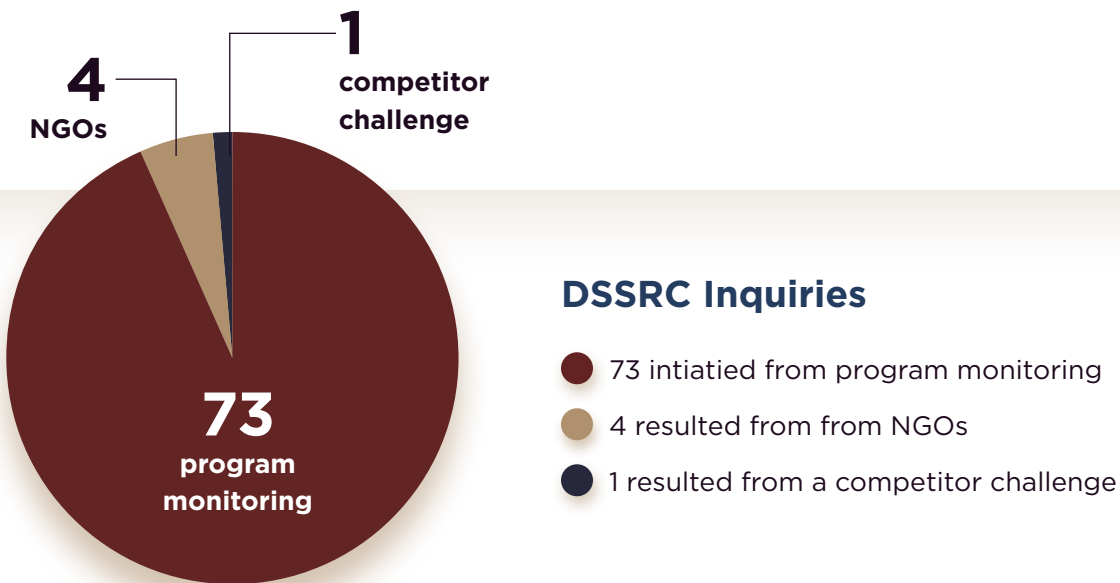 1
competitor
challenge
4
NGOs
73
program
monitoring
DSSRC Inquiries
73 intiatied from program monitoring
4 resulted from from NGOs
1 resulted from a competitor challenge